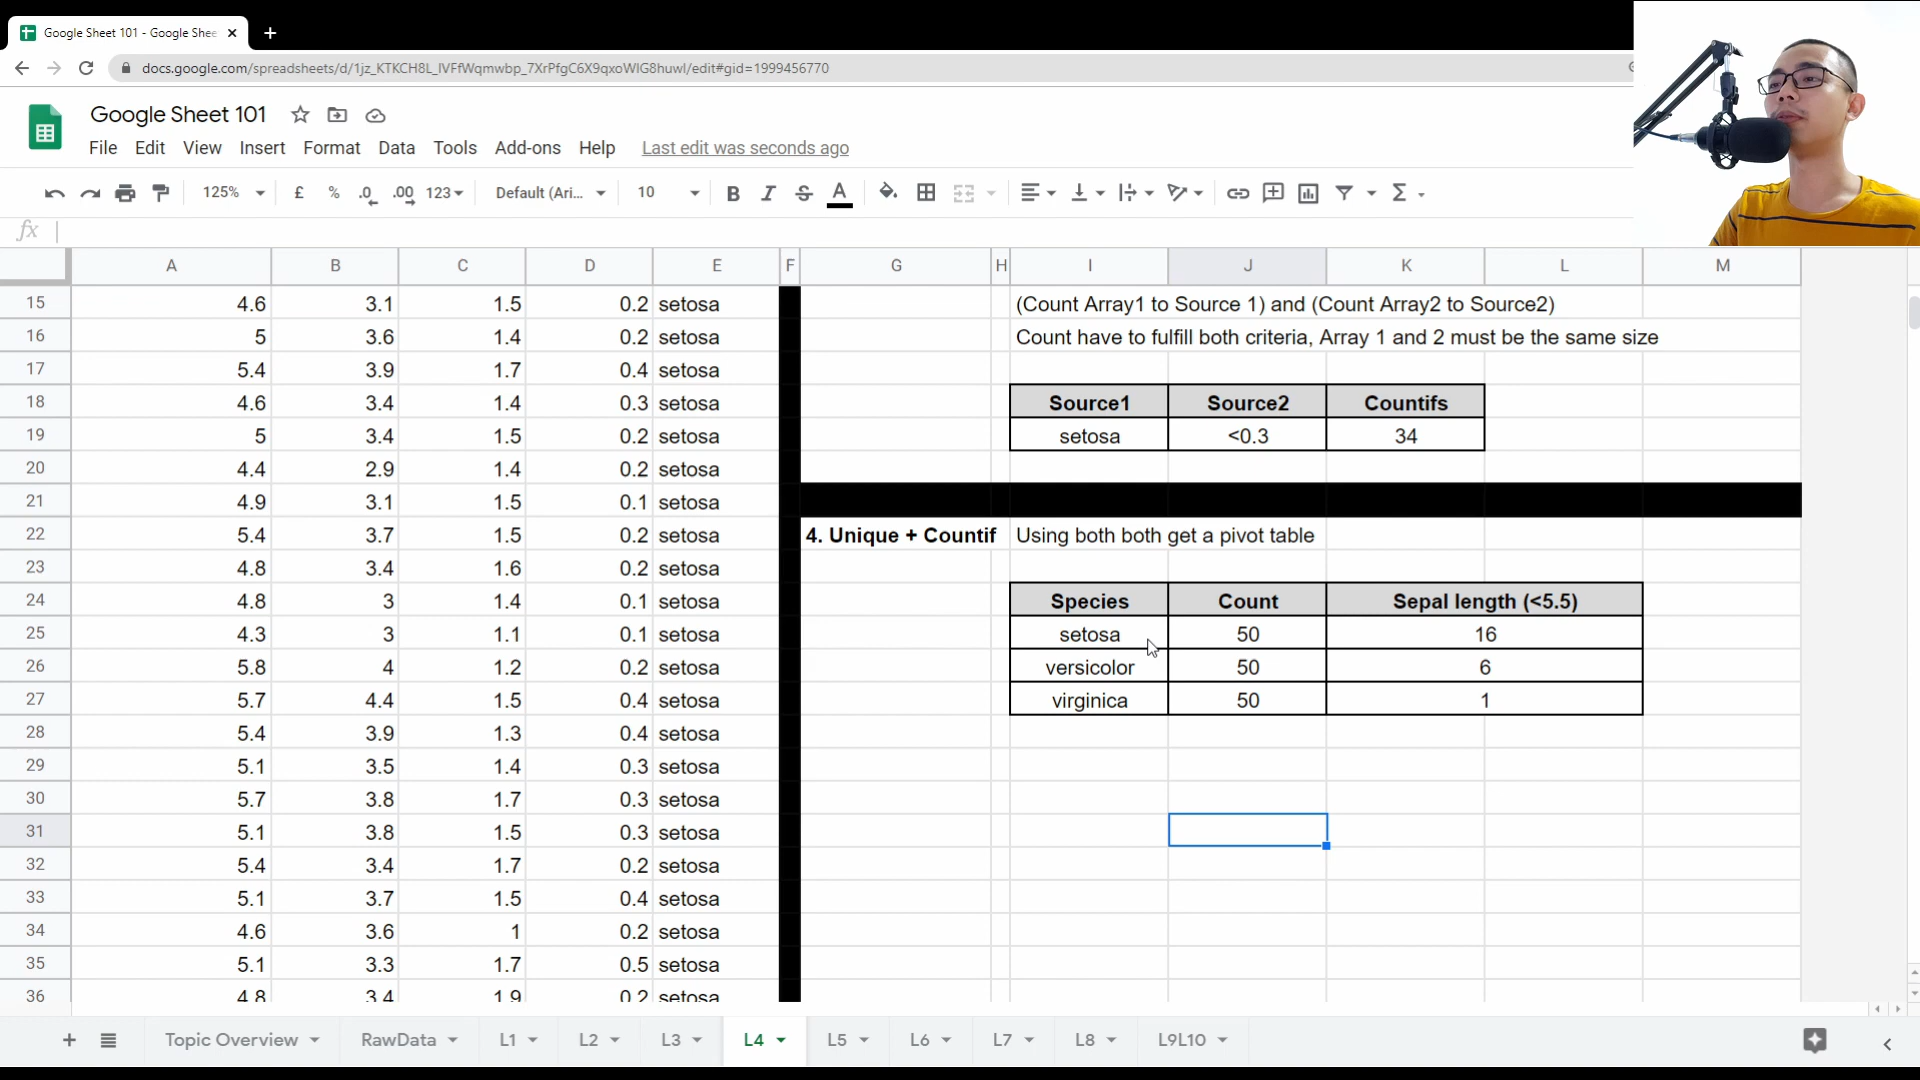 Google Sheet 101 - Google Shee
docs.google.com/spreadsheets/d/1jz_KTKCH8L_IVFfWqmwbp_7XrPfgC6X9qxoWIG8huwI/edit#gid=1999456770
Google Sheet 101
File Edit View Insert Format Data Tools Add-ons Help Last edit was seconds ago
125% £ % .0 .00 123 Default (Ari... 10 B I S A Σ
fx
A B C D E F G H I J K L M
15 4.6 3.1 1.5 0.2 setosa (Count Array1 to Source 1) and (Count Array2 to Source2)
16 5 3.6 1.4 0.2 setosa Count have to fulfill both criteria, Array 1 and 2 must be the same size
17 5.4 3.9 1.7 0.4 setosa
18 4.6 3.4 1.4 0.3 setosa Source1 Source2 Countifs
19 5 3.4 1.5 0.2 setosa setosa <0.3 34
20 4.4 2.9 1.4 0.2 setosa
21 4.9 3.1 1.5 0.1 setosa
22 5.4 3.7 1.5 0.2 setosa 4. Unique + Countif Using both both get a pivot table
23 4.8 3.4 1.6 0.2 setosa
24 4.8 3 1.4 0.1 setosa Species Count Sepal length (<5.5)
25 4.3 3 1.1 0.1 setosa setosa 50 16
26 5.8 4 1.2 0.2 setosa versicolor 50 6
27 5.7 4.4 1.5 0.4 setosa virginica 50 1
28 5.4 3.9 1.3 0.4 setosa
29 5.1 3.5 1.4 0.3 setosa
30 5.7 3.8 1.7 0.3 setosa
31 5.1 3.8 1.5 0.3 setosa
32 5.4 3.4 1.7 0.2 setosa
33 5.1 3.7 1.5 0.4 setosa
34 4.6 3.6 1 0.2 setosa
35 5.1 3.3 1.7 0.5 setosa
36 4.8 3.4 1.9 0.2 setosa
Topic Overview RawData L1 L2 L3 L4 L5 L6 L7 L8 L9L10